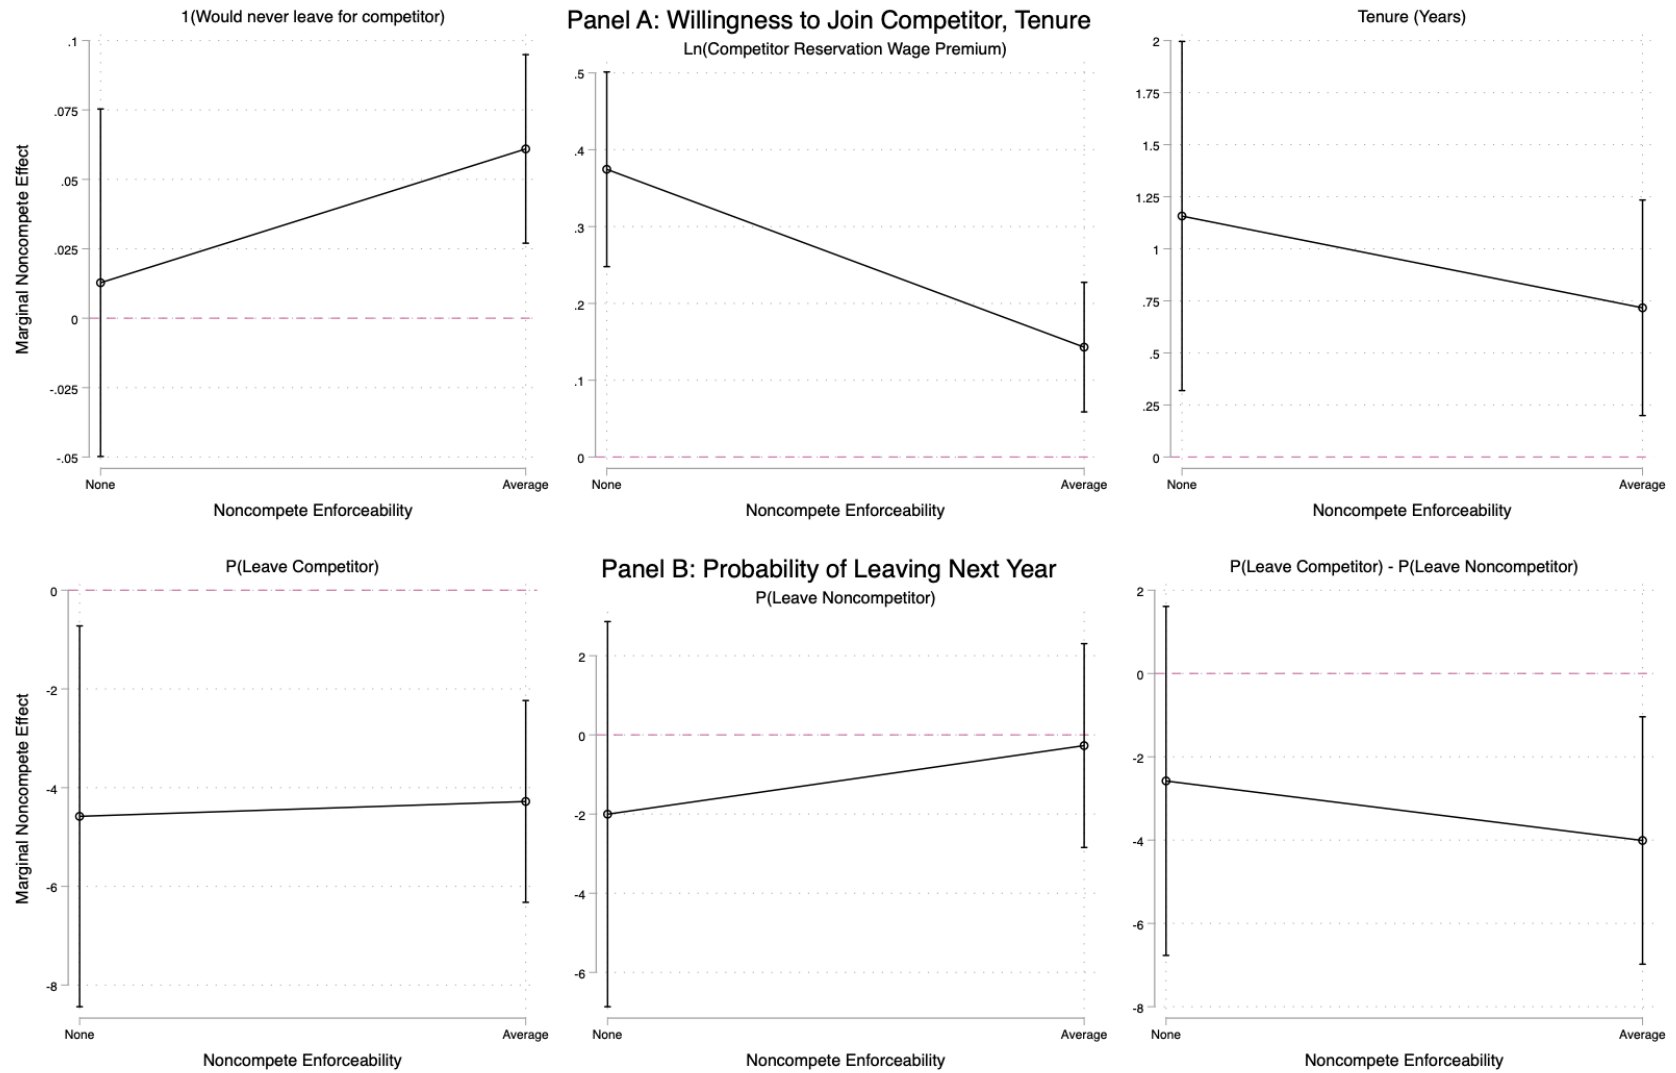 Panel A: Willingness to Join Competitor, Tenure
1(Would never leave for competitor)
Marginal Noncompete Effect
.1
.075
.05
.025
0
-.025
-.05
None
Average
Noncompete Enforceability
Ln(Competitor Reservation Wage Premium)
.5
.4
.3
.2
.1
0
None
Average
Noncompete Enforceability
Tenure (Years)
2
1.75
1.5
1.25
1
.75
.5
.25
0
None
Average
Noncompete Enforceability
Panel B: Probability of Leaving Next Year
P(Leave Competitor)
Marginal Noncompete Effect
0
-2
-4
-6
-8
None
Average
Noncompete Enforceability
P(Leave Noncompetitor)
2
0
-2
-4
-6
None
Average
Noncompete Enforceability
P(Leave Competitor) - P(Leave Noncompetitor)
2
0
-2
-4
-6
-8
None
Average
Noncompete Enforceability